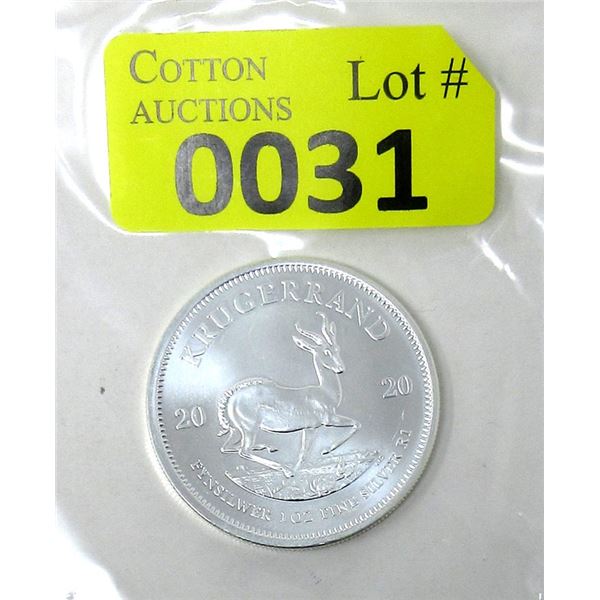 COTTON
AUCTIONS
Lot #
0031
KRUGERRAND
20 20
FYNSILWER 1 OZ FINE SILVER R1